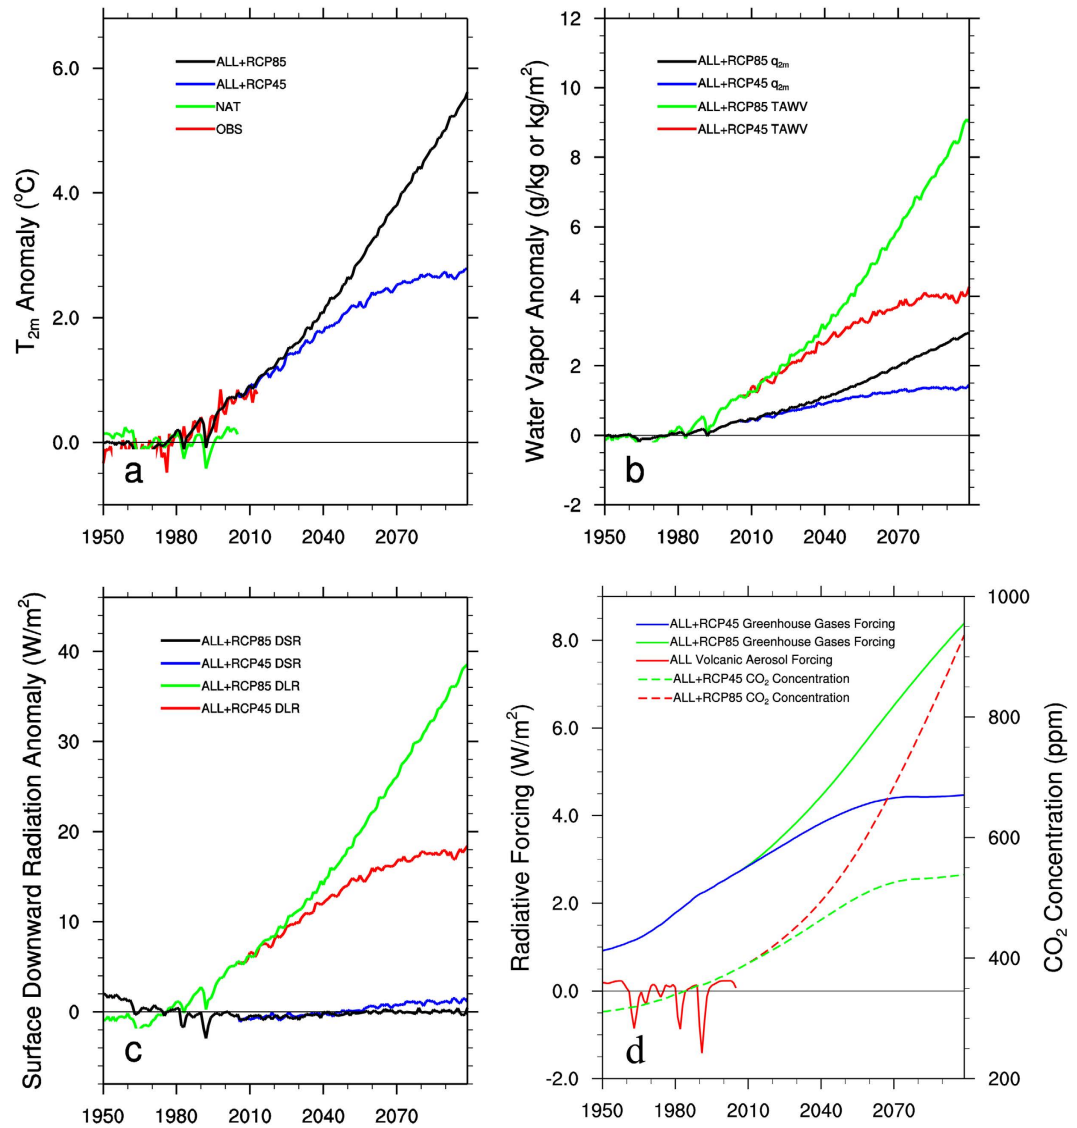 T2m Anomaly (oC)
6.0
4.0
2.0
0.0
ALL+RCP85
ALL+RCP45
NAT
OBS
a
1950 1980 2010 2040 2070
Water Vapor Anomaly (g/kg or kg/m2)
12
10
8
6
4
2
0
-2
ALL+RCP85 q2m
ALL+RCP45 q2m
ALL+RCP85 TAWV
ALL+RCP45 TAWV
b
1950 1980 2010 2040 2070
Surface Downward Radiation Anomaly (W/m2)
40
30
20
10
0
ALL+RCP85 DSR
ALL+RCP45 DSR
ALL+RCP85 DLR
ALL+RCP45 DLR
c
1950 1980 2010 2040 2070
Radiative Forcing (W/m2)
8.0
6.0
4.0
2.0
0.0
-2.0
ALL+RCP45 Greenhouse Gases Forcing
ALL+RCP85 Greenhouse Gases Forcing
ALL Volcanic Aerosol Forcing
ALL+RCP45 CO2 Concentration
ALL+RCP85 CO2 Concentration
d
1950 1980 2010 2040 2070
1000
800
600
400
200
CO2 Concentration (ppm)